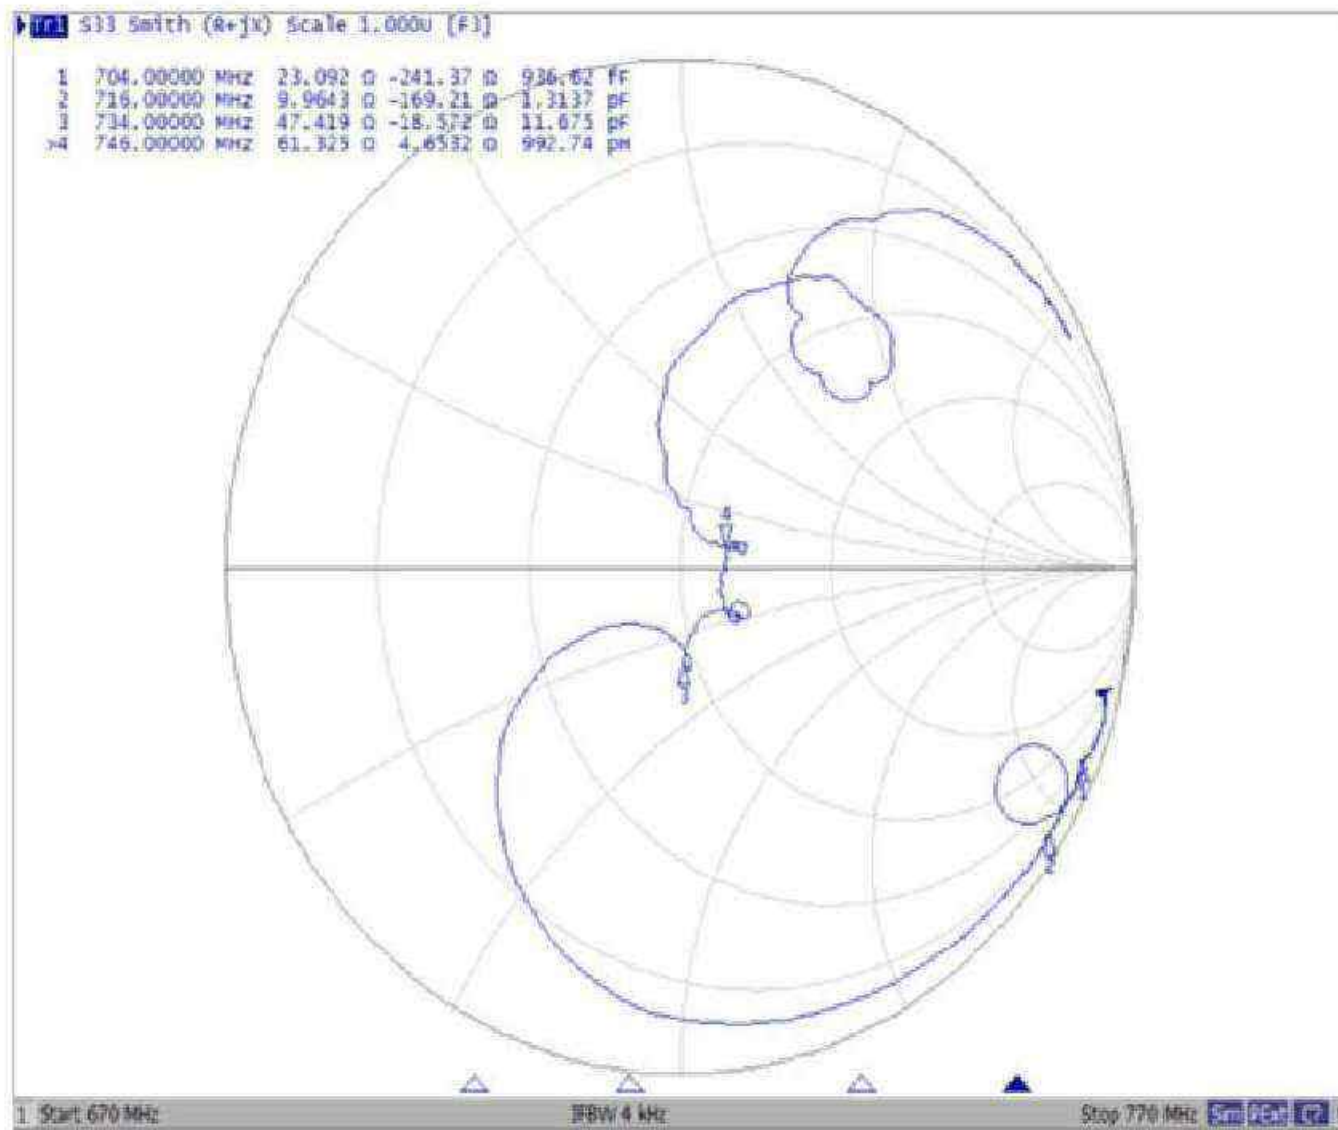 Tr1 S33 Smith (R+jX) Scale 1.000U [F3]
1 704.00000 MHz 23.092 Ω -241.37 Ω 936.62 fF
2 716.00000 MHz 9.9643 Ω -169.21 Ω 1.3137 pF
3 734.00000 MHz 47.419 Ω -18.572 Ω 11.675 pF
>4 746.00000 MHz 61.325 Ω 4.6532 Ω 992.74 pH
4
1 Start 670 MHz IFBW 4 kHz Stop 770 MHz Sim